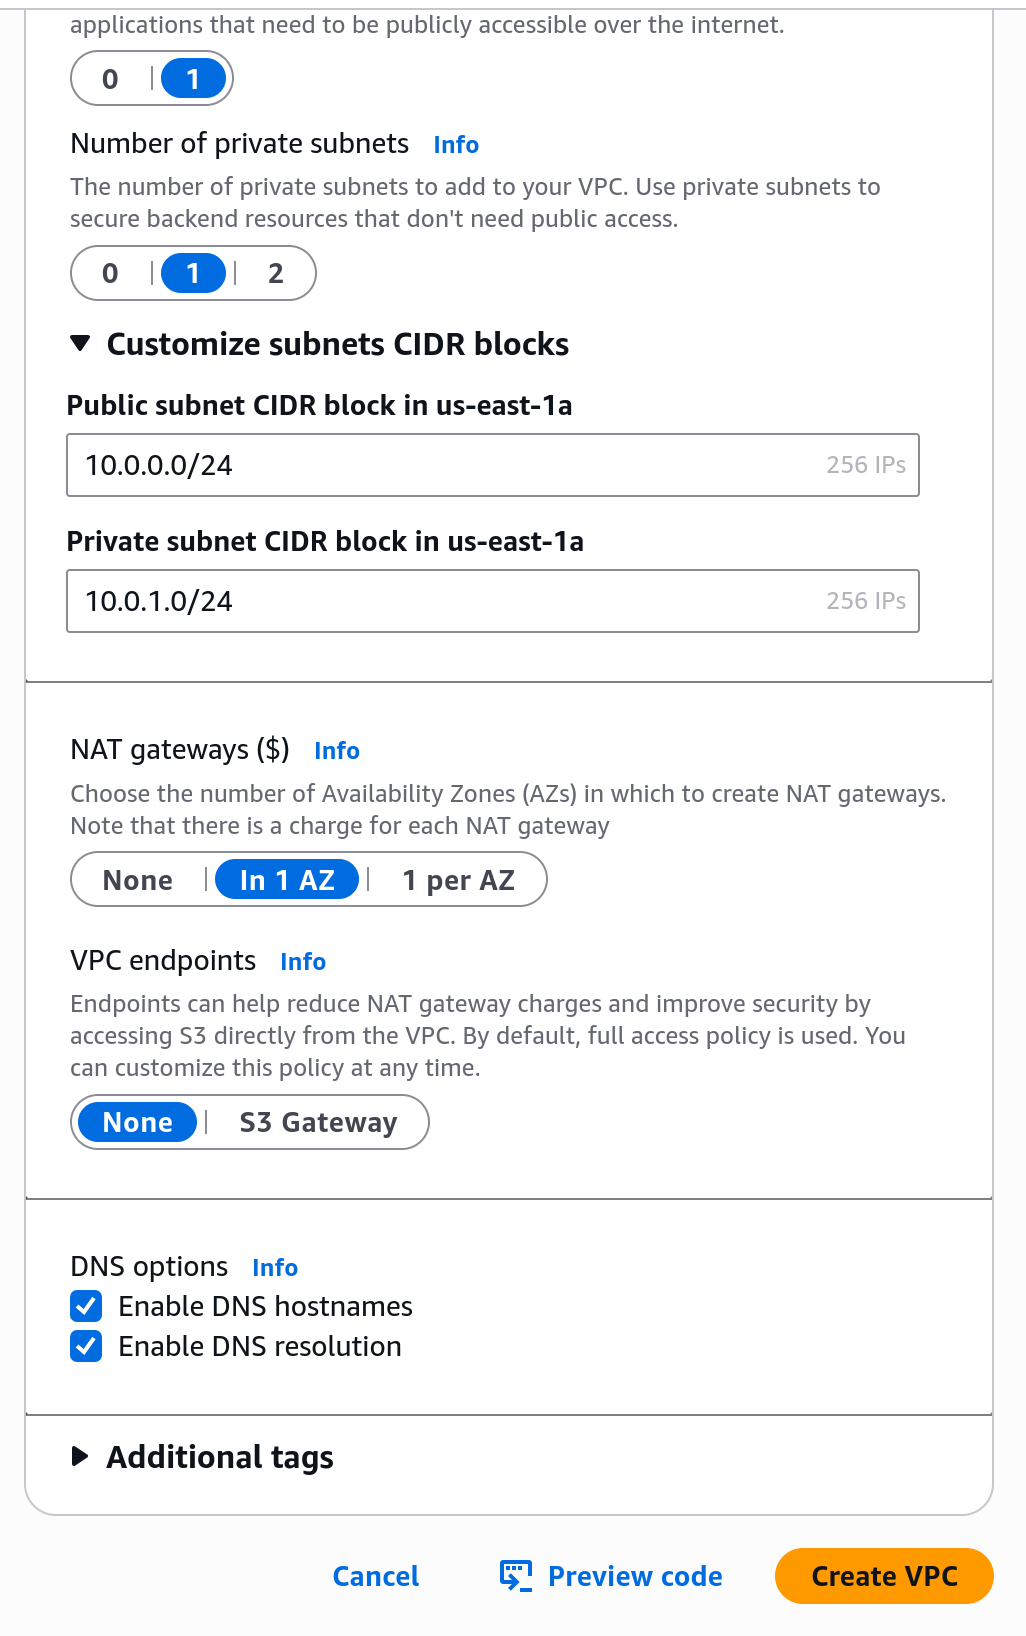 applications that need to be publicly accessible over the internet.
0 | 1
Number of private subnets Info
The number of private subnets to add to your VPC. Use private subnets to
secure backend resources that don't need public access.
0 | 1 | 2
Customize subnets CIDR blocks
Public subnet CIDR block in us-east-1a
10.0.0.0/24 256 IPs
Private subnet CIDR block in us-east-1a
10.0.1.0/24 256 IPs
NAT gateways ($) Info
Choose the number of Availability Zones (AZs) in which to create NAT gateways.
Note that there is a charge for each NAT gateway
None | In 1 AZ | 1 per AZ
VPC endpoints Info
Endpoints can help reduce NAT gateway charges and improve security by
accessing S3 directly from the VPC. By default, full access policy is used. You
can customize this policy at any time.
None | S3 Gateway
DNS options Info
Enable DNS hostnames
Enable DNS resolution
Additional tags
Cancel Preview code Create VPC